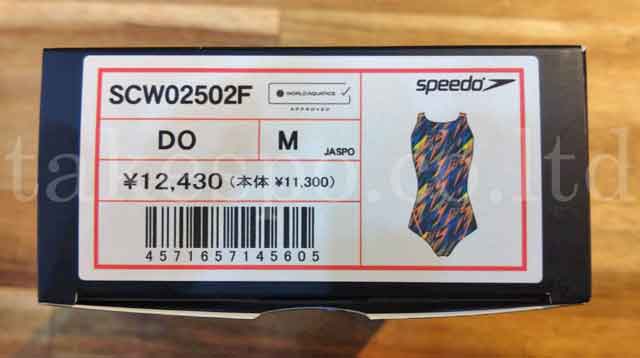 SCW02502F
WORLD AQUATICS
APPROVED
speedo
DO
M
JASPO
¥12,430 (本体 ¥11,300)
4571657145605
takespo.co.ltd